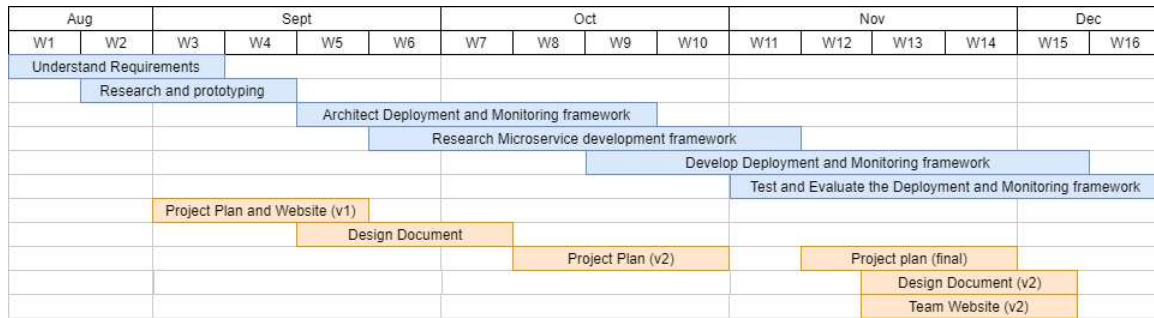 Aug Sept Oct Nov Dec
W1 W2 W3 W4 W5 W6 W7 W8 W9 W10 W11 W12 W13 W14 W15 W16
Understand Requirements
Research and prototyping
Architect Deployment and Monitoring framework
Research Microservice development framework
Develop Deployment and Monitoring framework
Test and Evaluate the Deployment and Monitoring framework
Project Plan and Website (v1)
Design Document
Project Plan (v2) Project plan (final)
Design Document (v2)
Team Website (v2)